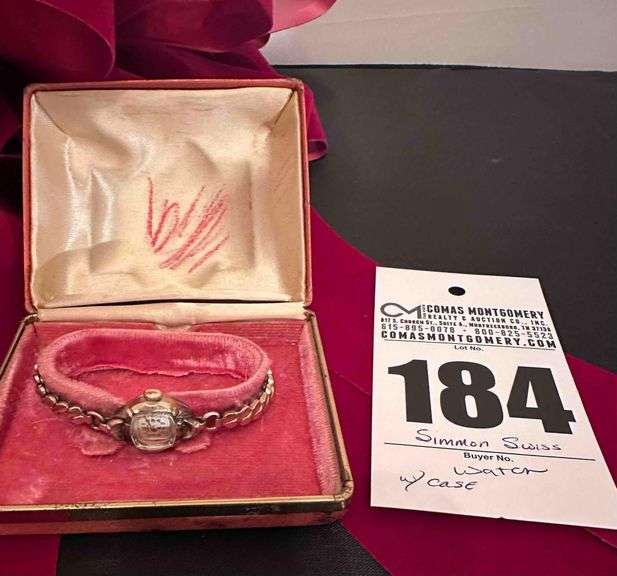 CM COMAS MONTGOMERY
REALTY & AUCTION CO., INC.
615-895-0078 • 800-825-5523
COMASMONTGOMERY.COM
Lot No.
184
Simmon Swiss
Buyer No.
Watch
w/ CASE